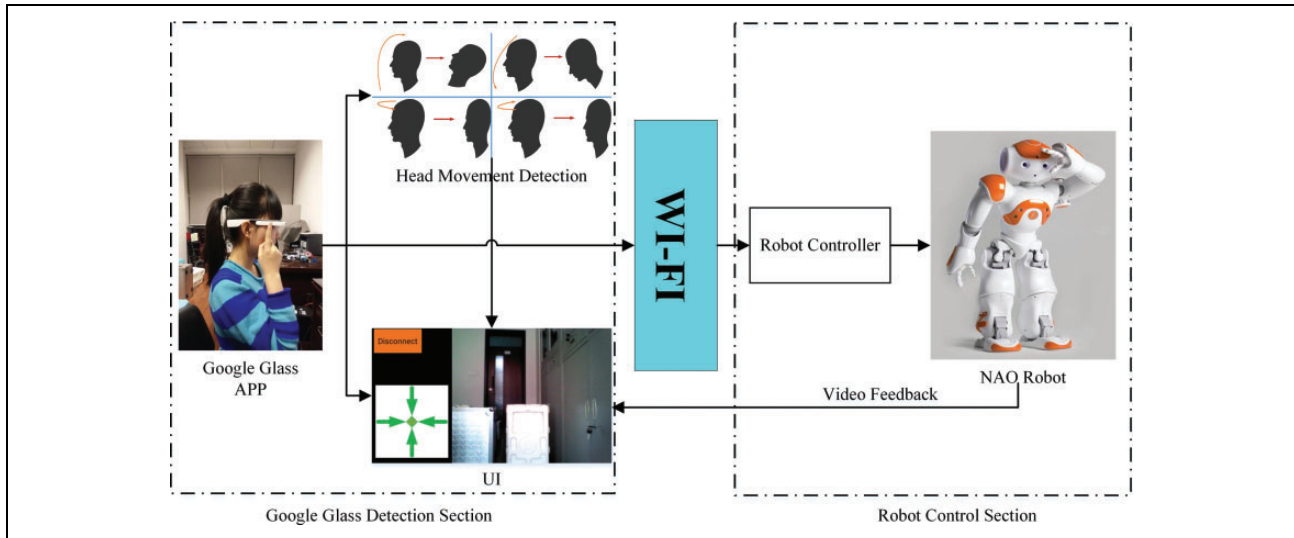 Head Movement Detection
WI-FI
Robot Controller
Google Glass
APP
Disconnect
NAO Robot
Video Feedback
UI
Google Glass Detection Section
Robot Control Section